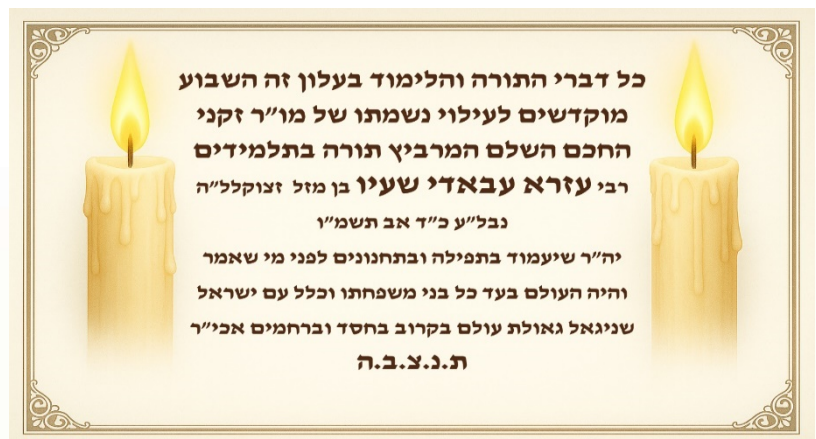 כל דברי התורה והלימוד בעלון זה השבוע
מוקדשים לעילוי נשמתו של מו"ר זקני
החכם השלם המרביץ תורה בתלמידים
רבי עזרא עבאדי שעיו בן מזל זצוקלל"ה
נבל"ע כ"ד אב תשמ"ו
יה"ר שיעמוד בתפילה ובתחנונים לפני מי שאמר
והיה העולם בעד כל בני משפחתו וכלל עם ישראל
שניגאל גאולת עולם בקרוב בחסד וברחמים אכי"ר
ת.נ.צ.ב.ה